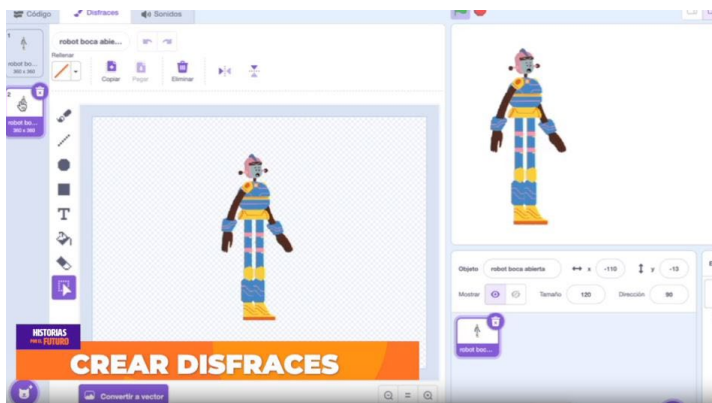 Código
Disfraces
Sonidos
1
robot boca abie...
Rellenar
Copiar
Pegar
Eliminar
robot bo...
360 x 360
2
robot bo...
360 x 360
T
HISTORIAS
POR EL FUTURO
CREAR DISFRACES
Convertir a vector
Objeto
robot boca abierta
x
-110
y
-13
Mostrar
Tamaño
120
Dirección
90
robot boc...